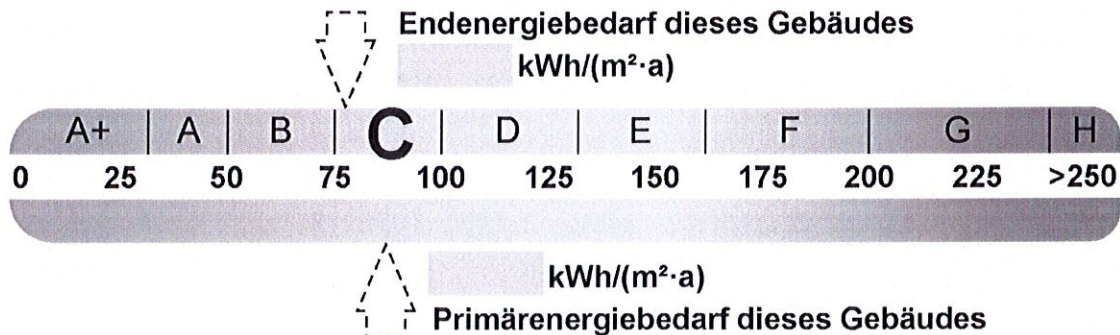 Endenergiebedarf dieses Gebäudes
kWh/(m²·a)
A+ A B C D E F G H
0 25 50 75 100 125 150 175 200 225 >250
kWh/(m²·a)
Primärenergiebedarf dieses Gebäudes